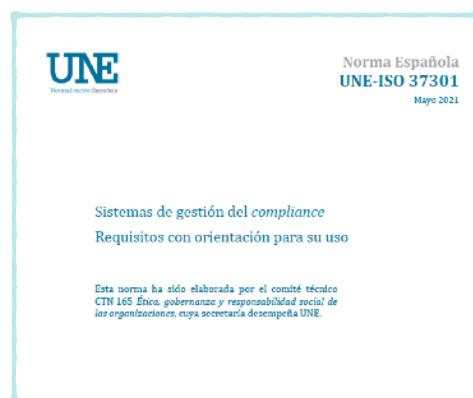 UNE
Normalización Española
Norma Española
UNE-ISO 37301
Mayo 2021
Sistemas de gestión del compliance
Requisitos con orientación para su uso
Esta norma ha sido elaborada por el comité técnico
CTN 165 Ética, gobernanza y responsabilidad social de
las organizaciones, cuya secretaría desempeña UNE.